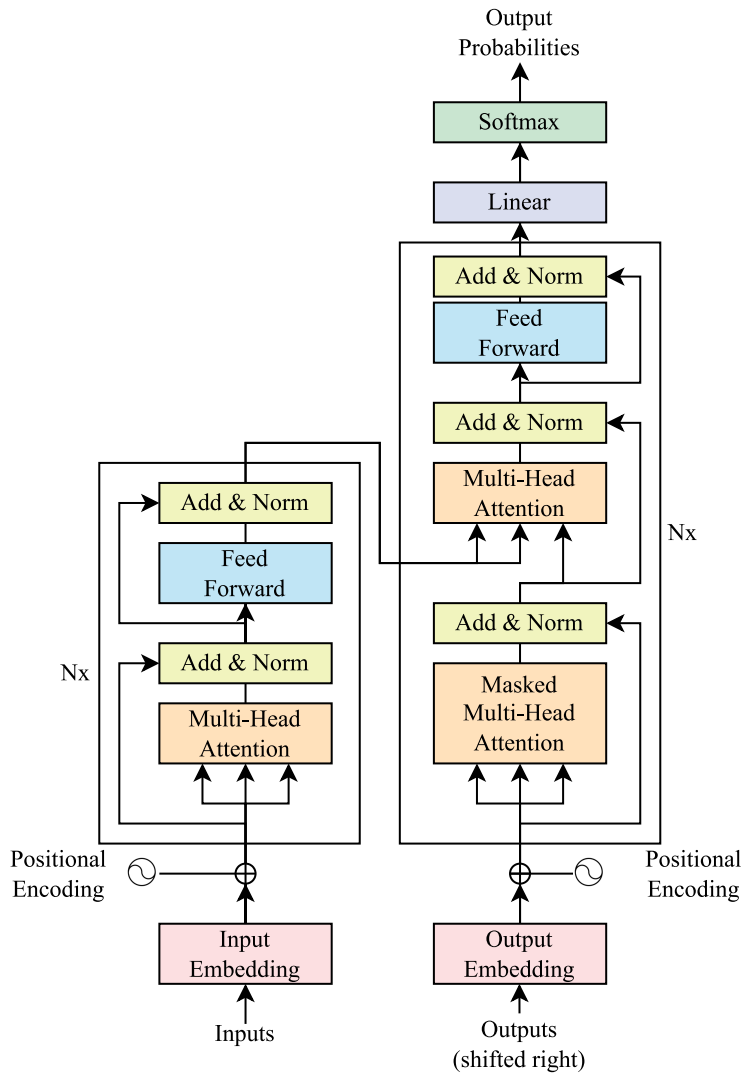 Output
Probabilities
Softmax
Linear
Add & Norm
Feed
Forward
Add & Norm
Multi-Head
Attention
Nx
Add & Norm
Masked
Multi-Head
Attention
Add & Norm
Feed
Forward
Nx
Add & Norm
Multi-Head
Attention
Positional
Encoding
Positional
Encoding
Input
Embedding
Output
Embedding
Inputs
Outputs
(shifted right)